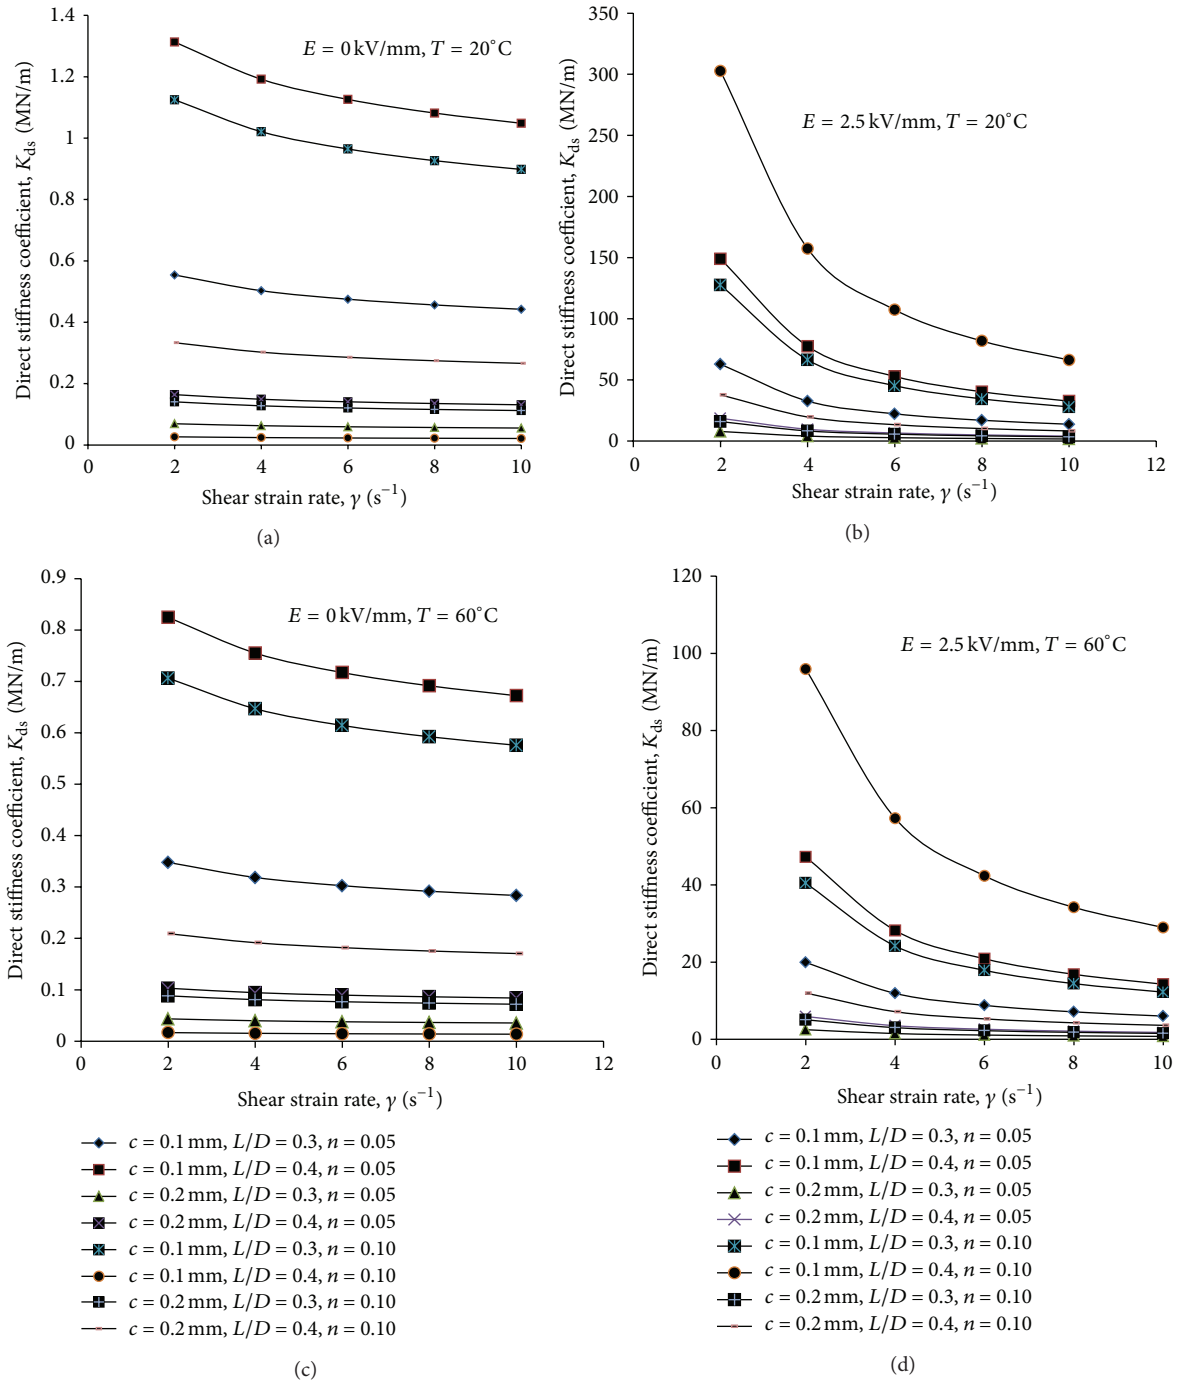 Direct stiffness coefficient, K_ds (MN/m)
1.4
1.2
1
0.8
0.6
0.4
0.2
0
E = 0 kV/mm, T = 20°C
0 2 4 6 8 10
Shear strain rate, γ (s⁻¹)
(a)
Direct stiffness coefficient, K_ds (MN/m)
350
300
250
200
150
100
50
0
E = 2.5 kV/mm, T = 20°C
0 2 4 6 8 10 12
Shear strain rate, γ (s⁻¹)
(b)
Direct stiffness coefficient, K_ds (MN/m)
0.9
0.8
0.7
0.6
0.5
0.4
0.3
0.2
0.1
0
E = 0 kV/mm, T = 60°C
0 2 4 6 8 10 12
Shear strain rate, γ (s⁻¹)
c = 0.1 mm, L/D = 0.3, n = 0.05
c = 0.1 mm, L/D = 0.4, n = 0.05
c = 0.2 mm, L/D = 0.3, n = 0.05
c = 0.2 mm, L/D = 0.4, n = 0.05
c = 0.1 mm, L/D = 0.3, n = 0.10
c = 0.1 mm, L/D = 0.4, n = 0.10
c = 0.2 mm, L/D = 0.3, n = 0.10
c = 0.2 mm, L/D = 0.4, n = 0.10
(c)
Direct stiffness coefficient, K_ds (MN/m)
120
100
80
60
40
20
0
E = 2.5 kV/mm, T = 60°C
0 2 4 6 8 10
Shear strain rate, γ (s⁻¹)
c = 0.1 mm, L/D = 0.3, n = 0.05
c = 0.1 mm, L/D = 0.4, n = 0.05
c = 0.2 mm, L/D = 0.3, n = 0.05
c = 0.2 mm, L/D = 0.4, n = 0.05
c = 0.1 mm, L/D = 0.3, n = 0.10
c = 0.1 mm, L/D = 0.4, n = 0.10
c = 0.2 mm, L/D = 0.3, n = 0.10
c = 0.2 mm, L/D = 0.4, n = 0.10
(d)